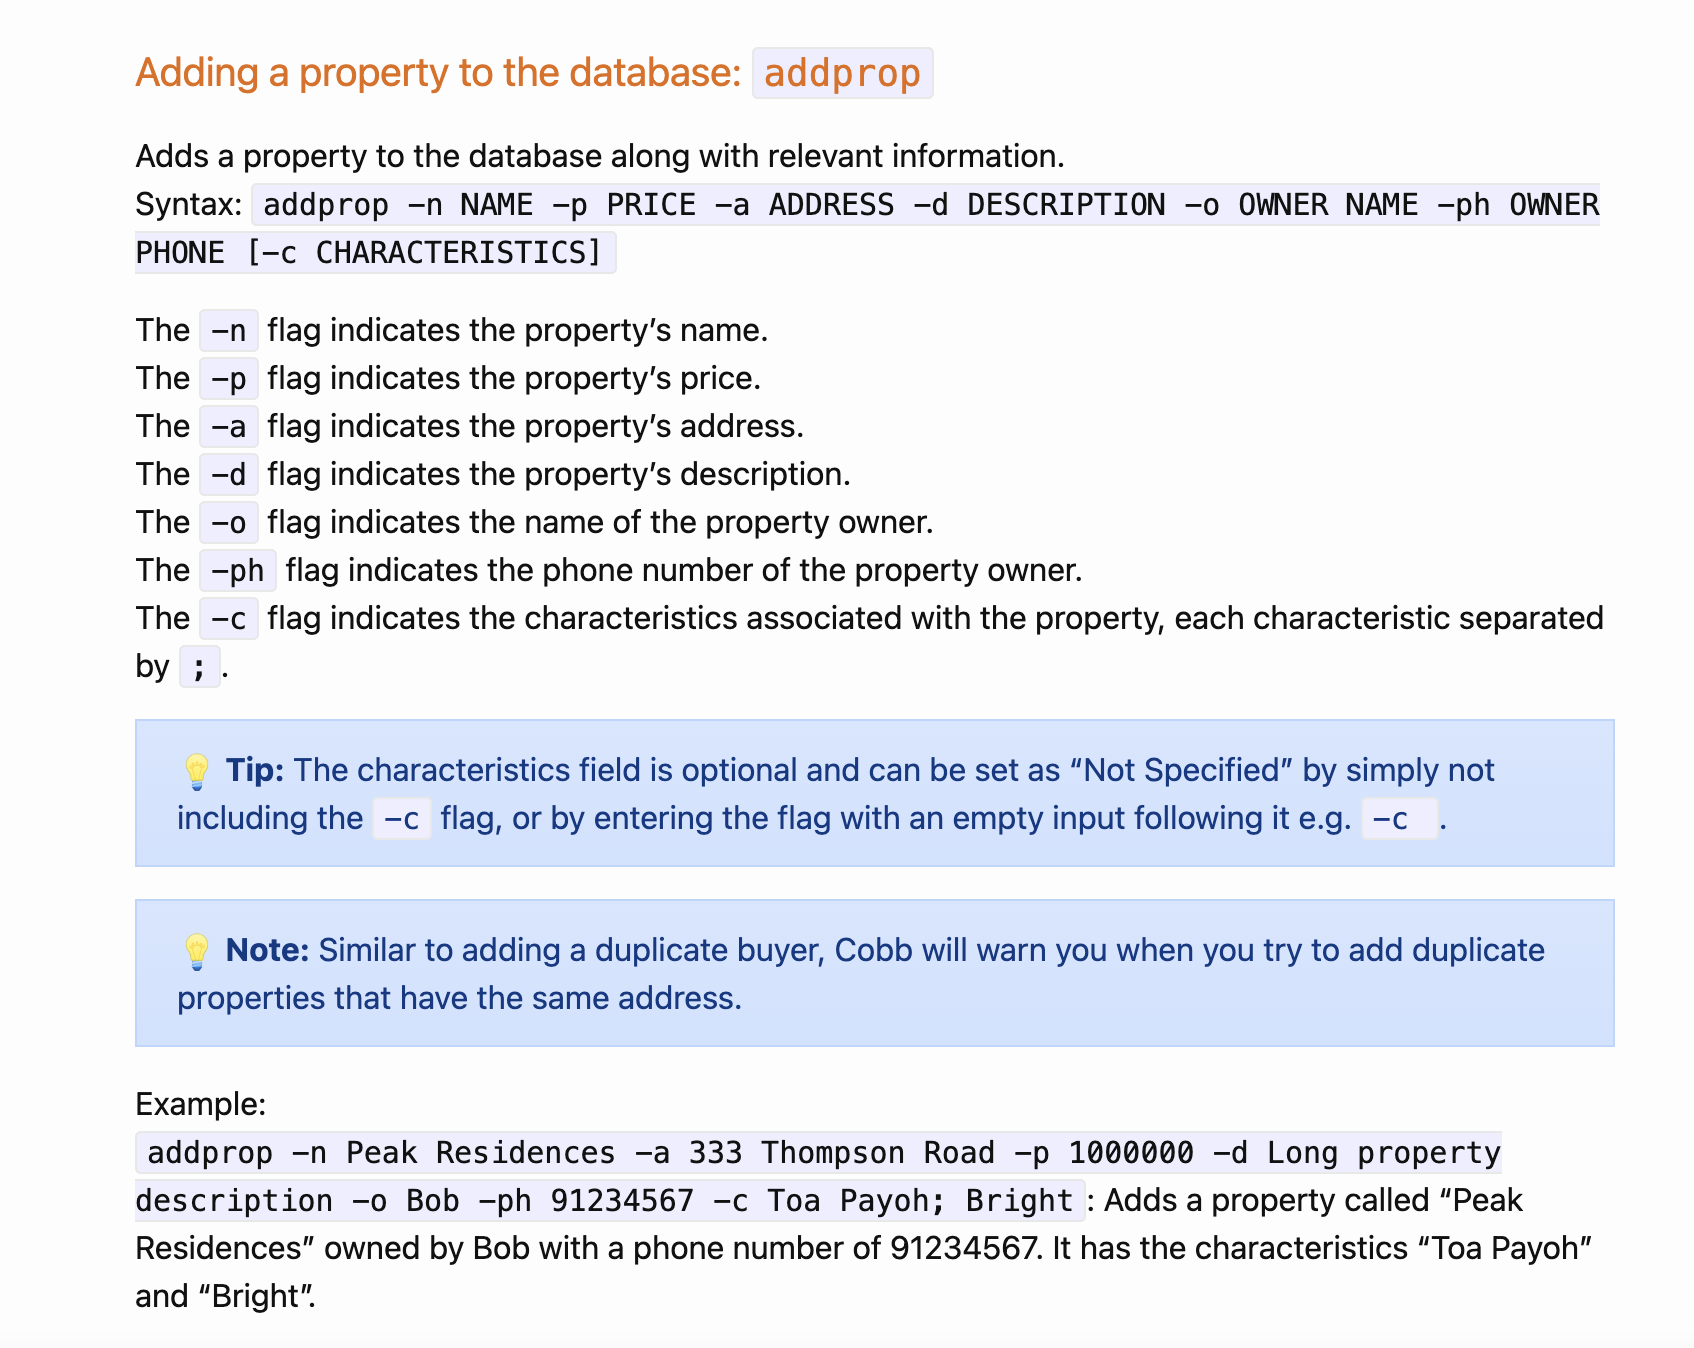 Adding a property to the database: addprop
Adds a property to the database along with relevant information.
Syntax: addprop -n NAME -p PRICE -a ADDRESS -d DESCRIPTION -o OWNER NAME -ph OWNER
PHONE [-c CHARACTERISTICS]
The -n flag indicates the property’s name.
The -p flag indicates the property’s price.
The -a flag indicates the property’s address.
The -d flag indicates the property’s description.
The -o flag indicates the name of the property owner.
The -ph flag indicates the phone number of the property owner.
The -c flag indicates the characteristics associated with the property, each characteristic separated
by ;.
💡 Tip: The characteristics field is optional and can be set as “Not Specified” by simply not
including the -c flag, or by entering the flag with an empty input following it e.g. -c .
💡 Note: Similar to adding a duplicate buyer, Cobb will warn you when you try to add duplicate
properties that have the same address.
Example:
addprop -n Peak Residences -a 333 Thompson Road -p 1000000 -d Long property
description -o Bob -ph 91234567 -c Toa Payoh; Bright: Adds a property called “Peak
Residences” owned by Bob with a phone number of 91234567. It has the characteristics “Toa Payoh”
and “Bright”.